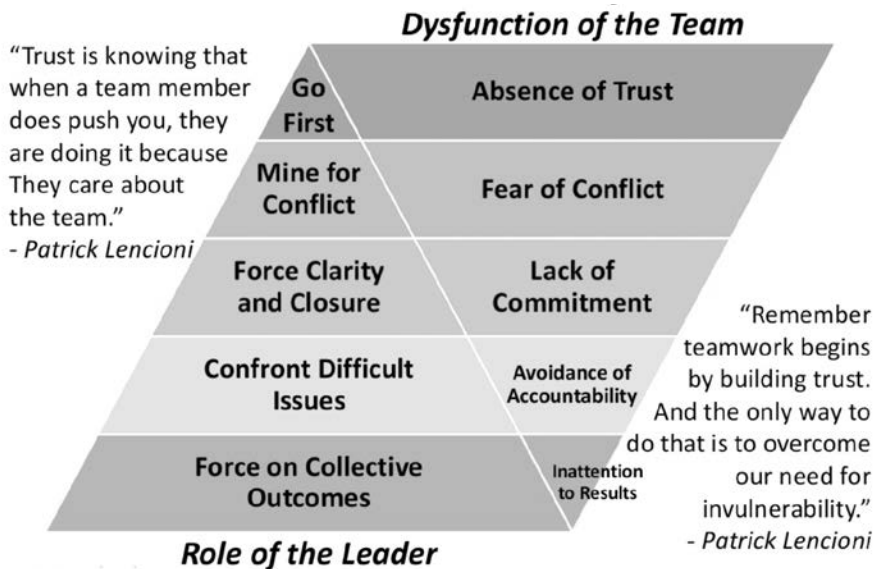 Dysfunction of the Team
“Trust is knowing that
when a team member
does push you, they
are doing it because
They care about
the team.”
- Patrick Lencioni
Go
First
Absence of Trust
Mine for
Conflict
Fear of Conflict
Force Clarity
and Closure
Lack of
Commitment
Confront Difficult
Issues
Avoidance of
Accountability
Force on Collective
Outcomes
Inattention
to Results
“Remember
teamwork begins
by building trust.
And the only way to
do that is to overcome
our need for
invulnerability.”
- Patrick Lencioni
Role of the Leader